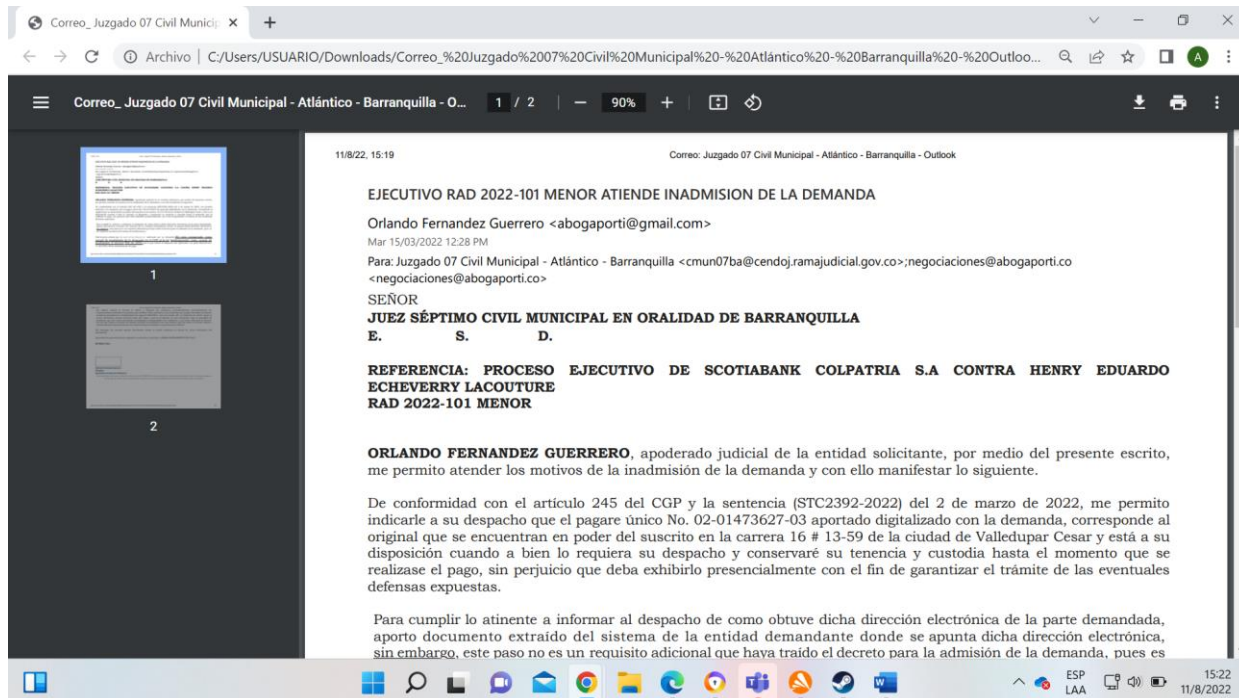 Correo_ Juzgado 07 Civil Municip
Archivo | C:/Users/USUARIO/Downloads/Correo_%20Juzgado%2007%20Civil%20Municipal%20-%20Atlántico%20-%20Barranquilla%20-%20Outloo...
A
Correo_ Juzgado 07 Civil Municipal - Atlántico - Barranquilla - O...
1 / 2
90%
1
2
11/8/22, 15:19
Correo: Juzgado 07 Civil Municipal - Atlántico - Barranquilla - Outlook
EJECUTIVO RAD 2022-101 MENOR ATIENDE INADMISION DE LA DEMANDA
Orlando Fernandez Guerrero <abogaporti@gmail.com>
Mar 15/03/2022 12:28 PM
Para: Juzgado 07 Civil Municipal - Atlántico - Barranquilla <cmun07ba@cendoj.ramajudicial.gov.co>;negociaciones@abogaporti.co
<negociaciones@abogaporti.co>
SEÑOR
JUEZ SÉPTIMO CIVIL MUNICIPAL EN ORALIDAD DE BARRANQUILLA
E. S. D.
REFERENCIA: PROCESO EJECUTIVO DE SCOTIABANK COLPATRIA S.A CONTRA HENRY EDUARDO
ECHEVERRY LACOUTURE
RAD 2022-101 MENOR
ORLANDO FERNANDEZ GUERRERO, apoderado judicial de la entidad solicitante, por medio del presente escrito,
me permito atender los motivos de la inadmisión de la demanda y con ello manifestar lo siguiente.
De conformidad con el artículo 245 del CGP y la sentencia (STC2392-2022) del 2 de marzo de 2022, me permito
indicarle a su despacho que el pagare único No. 02-01473627-03 aportado digitalizado con la demanda, corresponde al
original que se encuentran en poder del suscrito en la carrera 16 # 13-59 de la ciudad de Valledupar Cesar y está a su
disposición cuando a bien lo requiera su despacho y conservaré su tenencia y custodia hasta el momento que se
realizase el pago, sin perjuicio que deba exhibirlo presencialmente con el fin de garantizar el trámite de las eventuales
defensas expuestas.
Para cumplir lo atinente a informar al despacho de como obtuve dicha dirección electrónica de la parte demandada,
aporto documento extraído del sistema de la entidad demandante donde se apunta dicha dirección electrónica,
sin embargo, este paso no es un requisito adicional que haya traído el decreto para la admisión de la demanda, pues es
ESP
LAA
15:22
11/8/2022